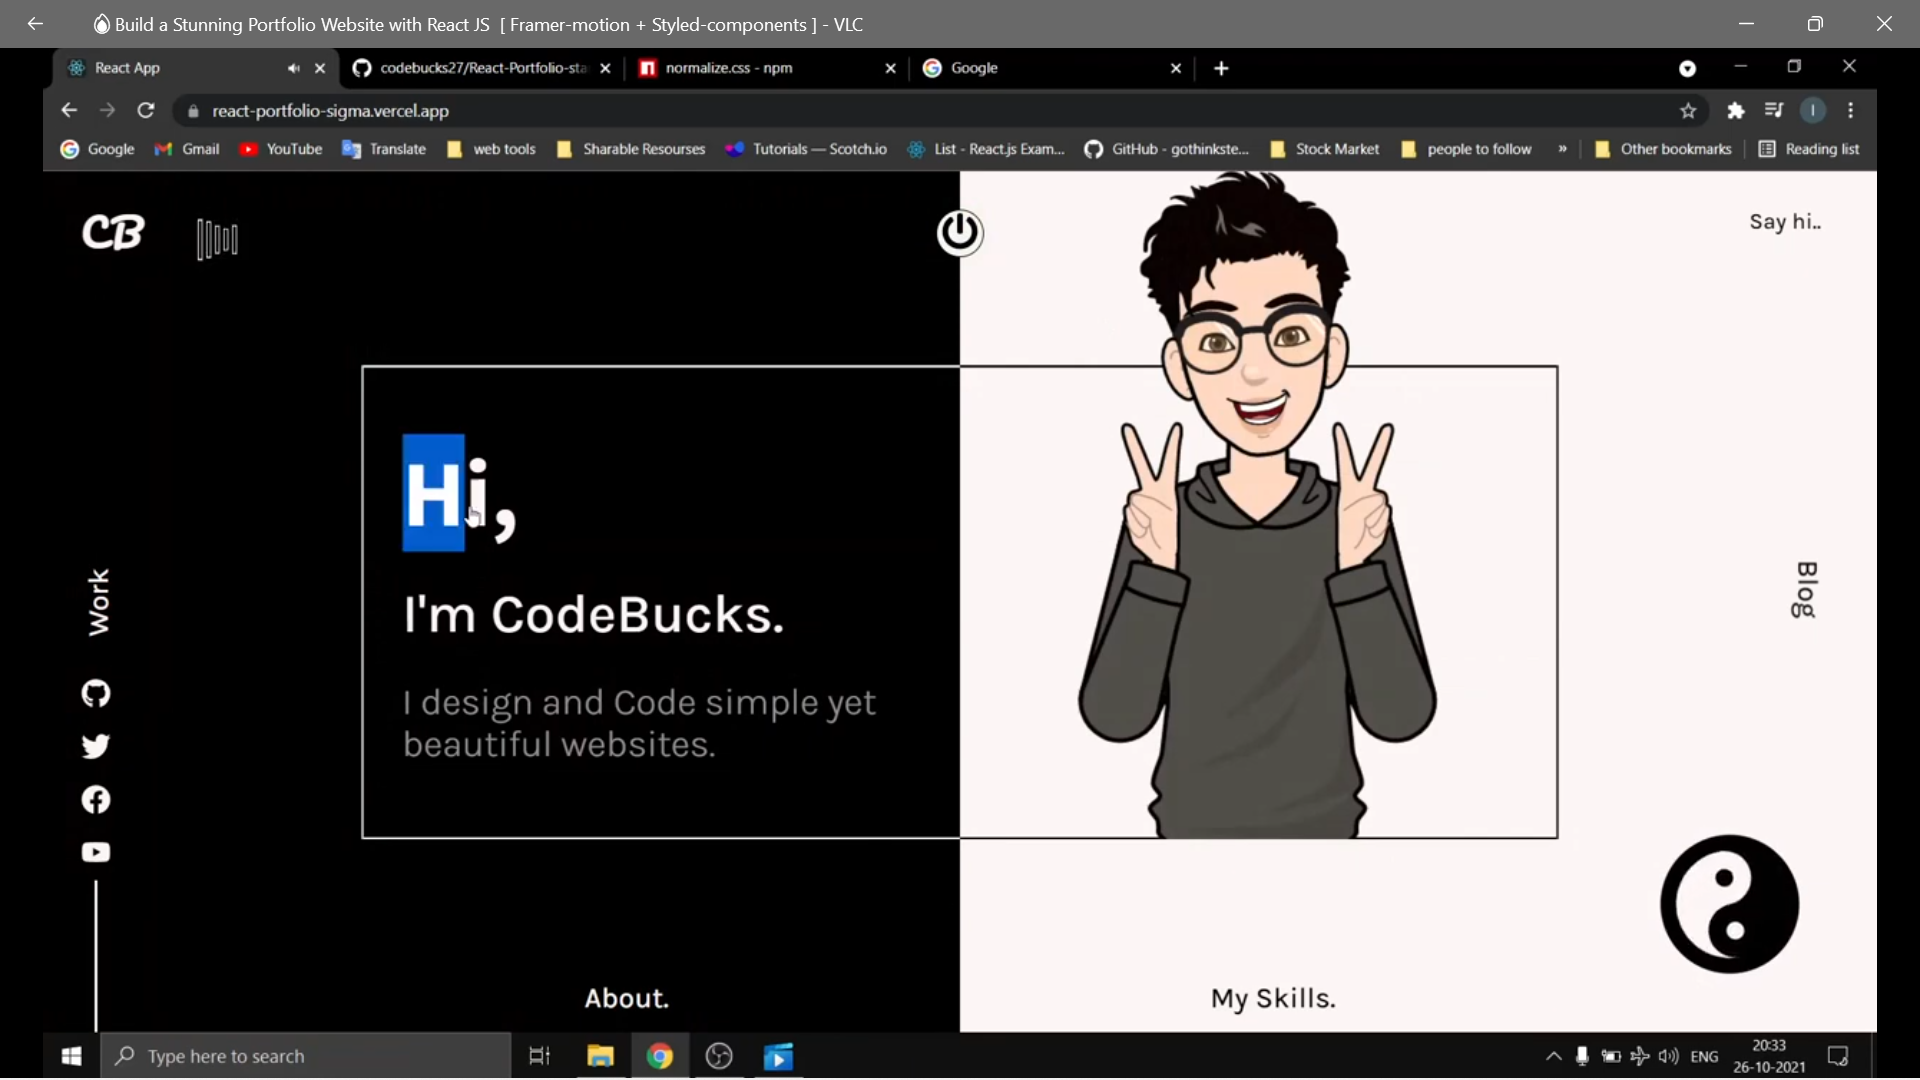 Build a Stunning Portfolio Website with React JS [ Framer-motion + Styled-components ] - VLC
React App
codebucks27/React-Portfolio-sta
normalize.css - npm
Google
react-portfolio-sigma.vercel.app
I
Google
Gmail
YouTube
Translate
web tools
Sharable Resourses
Tutorials — Scotch.io
List - React.js Exam...
GitHub - gothinkste...
Stock Market
people to follow
»
Other bookmarks
Reading list
CB
Say hi..
Hi,
I'm CodeBucks.
I design and Code simple yet
beautiful websites.
Work
Blog
About.
My Skills.
Type here to search
ENG
20:33
26-10-2021